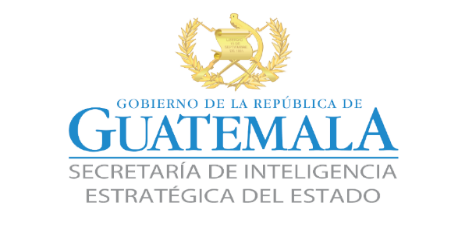 GOBIERNO DE LA REPÚBLICA DE
GUATEMALA
SECRETARÍA DE INTELIGENCIA
ESTRATÉGICA DEL ESTADO